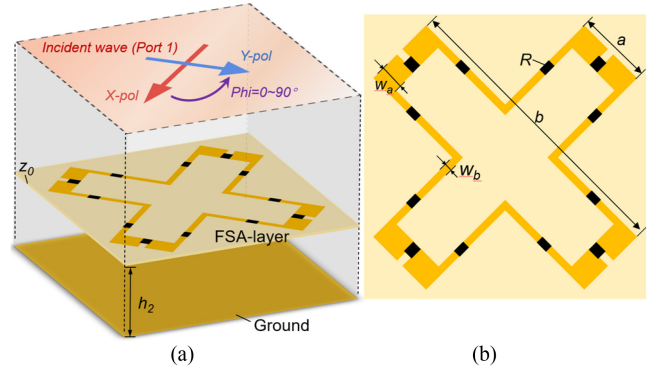 Incident wave (Port 1)
Y-pol
X-pol
Phi=0~90°
z0
FSA-layer
h2
Ground
(a)
R
a
wa
b
wb
(b)